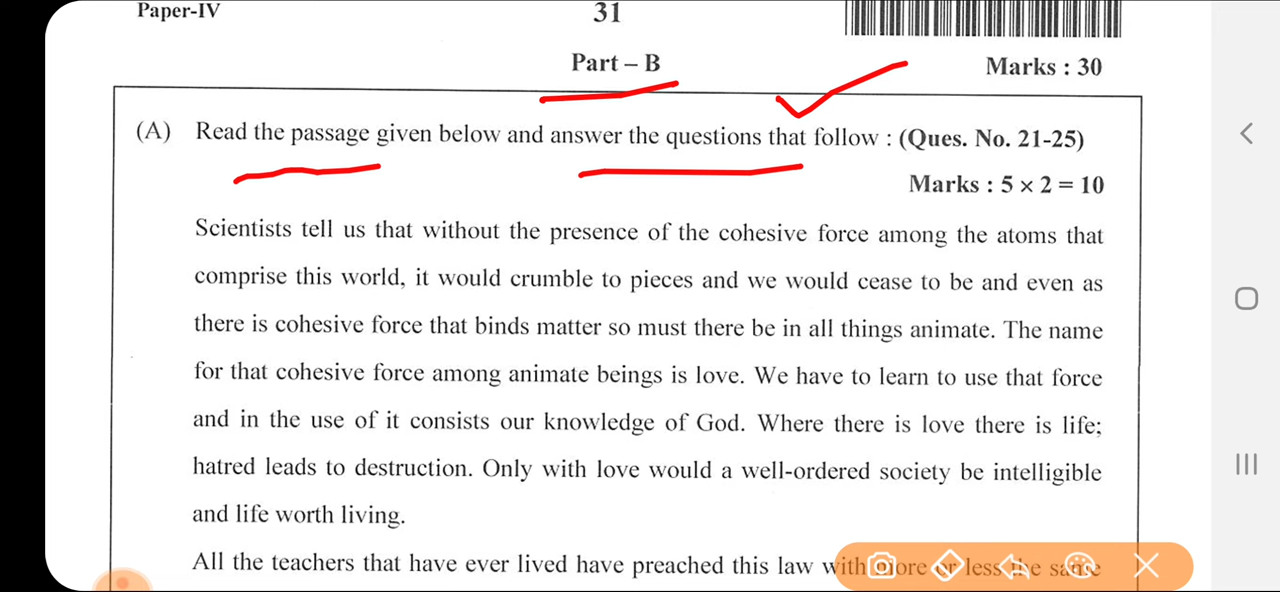 Paper-IV
31
Part – B
Marks : 30
(A) Read the passage given below and answer the questions that follow : (Ques. No. 21-25)
Marks : 5 × 2 = 10
Scientists tell us that without the presence of the cohesive force among the atoms that
comprise this world, it would crumble to pieces and we would cease to be and even as
there is cohesive force that binds matter so must there be in all things animate. The name
for that cohesive force among animate beings is love. We have to learn to use that force
and in the use of it consists our knowledge of God. Where there is love there is life;
hatred leads to destruction. Only with love would a well-ordered society be intelligible
and life worth living.
All the teachers that have ever lived have preached this law with more or less the same